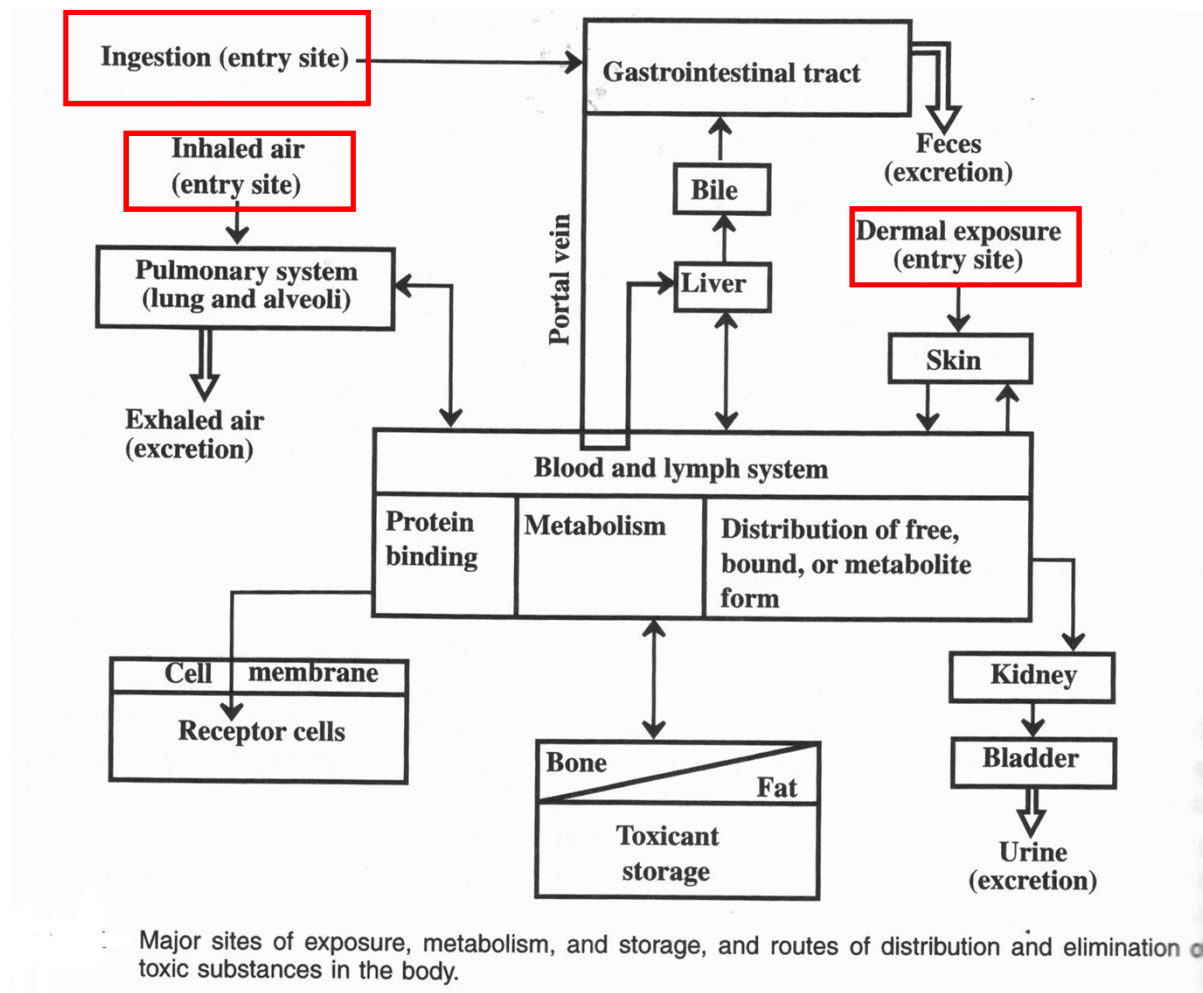 Ingestion (entry site)
Gastrointestinal tract
Feces
(excretion)
Inhaled air
(entry site)
Bile
Dermal exposure
(entry site)
Pulmonary system
(lung and alveoli)
Portal vein
Liver
Skin
Exhaled air
(excretion)
Blood and lymph system
Protein
binding
Metabolism
Distribution of free,
bound, or metabolite
form
Cell membrane
Receptor cells
Kidney
Bladder
Bone
Fat
Toxicant
storage
Urine
(excretion)
Major sites of exposure, metabolism, and storage, and routes of distribution and elimination
toxic substances in the body.